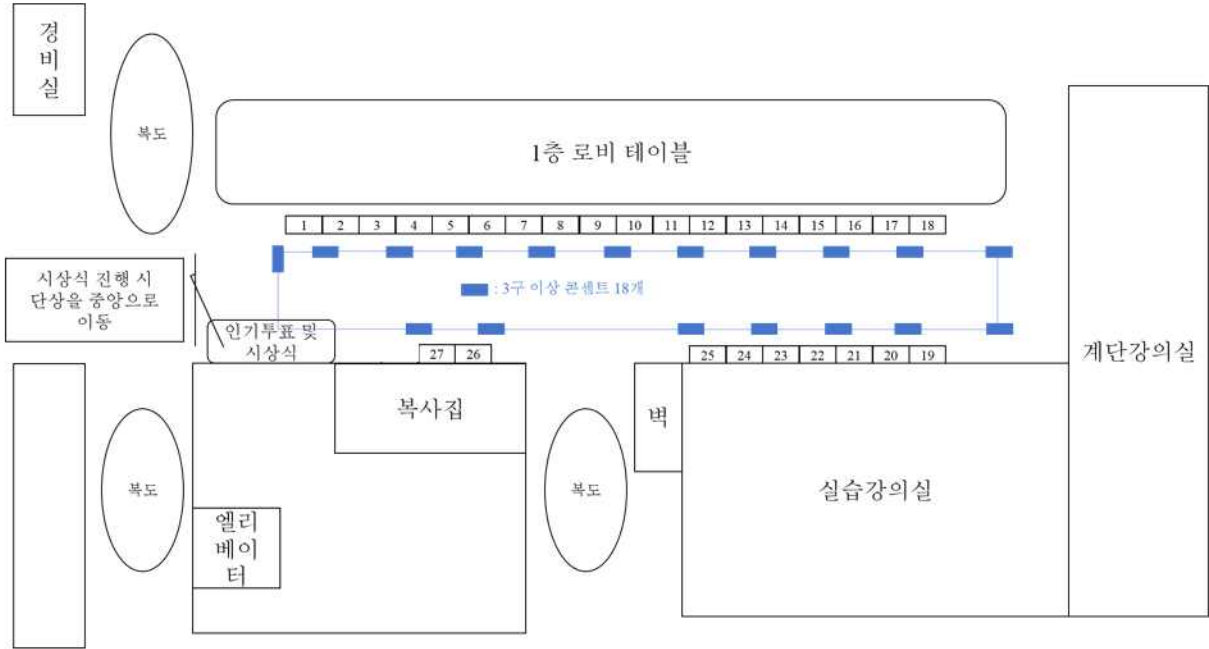 경
비
실
복도
1층 로비 테이블
1 2 3 4 5 6 7 8 9 10 11 12 13 14 15 16 17 18
시상식 진행 시
단상을 중앙으로
이동
: 3구 이상 콘센트 18개
인기투표 및
시상식
27 26
25 24 23 22 21 20 19
계단강의실
복사집
벽
복도
복도
실습강의실
엘리
베이
터